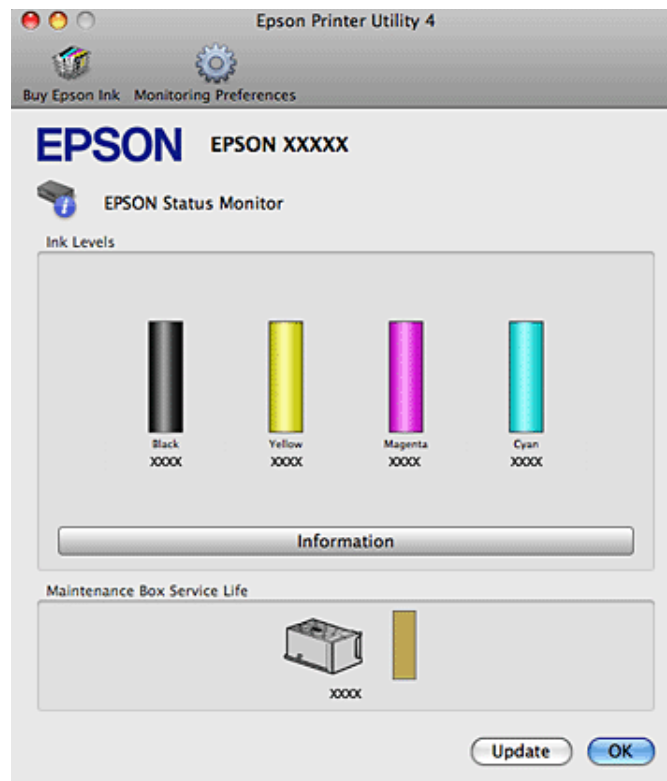 Epson Printer Utility 4
Buy Epson Ink Monitoring Preferences
EPSON EPSON XXXXX
i EPSON Status Monitor
Ink Levels
Black Yellow Magenta Cyan
XXXX XXXX XXXX XXXX
Information
Maintenance Box Service Life
XXXX
Update OK